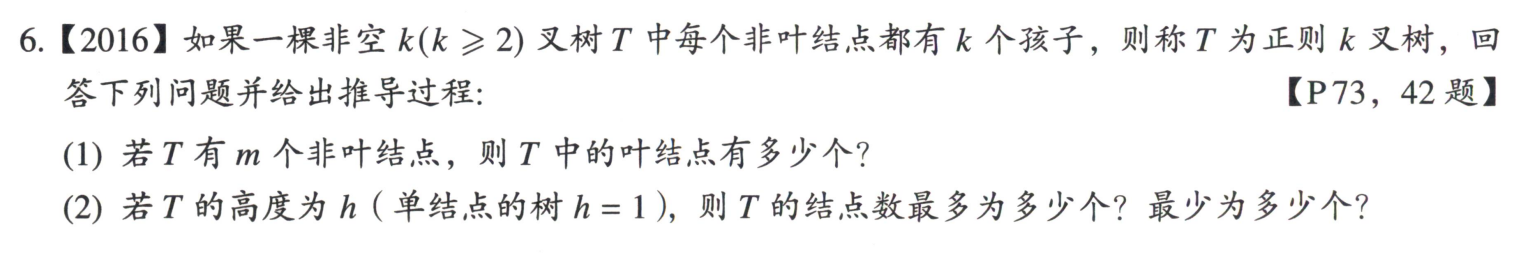 6.【2016】如果一棵非空 k(k ⩾ 2) 叉树 T 中每个非叶结点都有 k 个孩子，则称 T 为正则 k 叉树，回
答下列问题并给出推导过程: 【P73，42 题】
(1) 若 T 有 m 个非叶结点，则 T 中的叶结点有多少个?
(2) 若 T 的高度为 h（单结点的树 h = 1），则 T 的结点数最多为多少个? 最少为多少个?